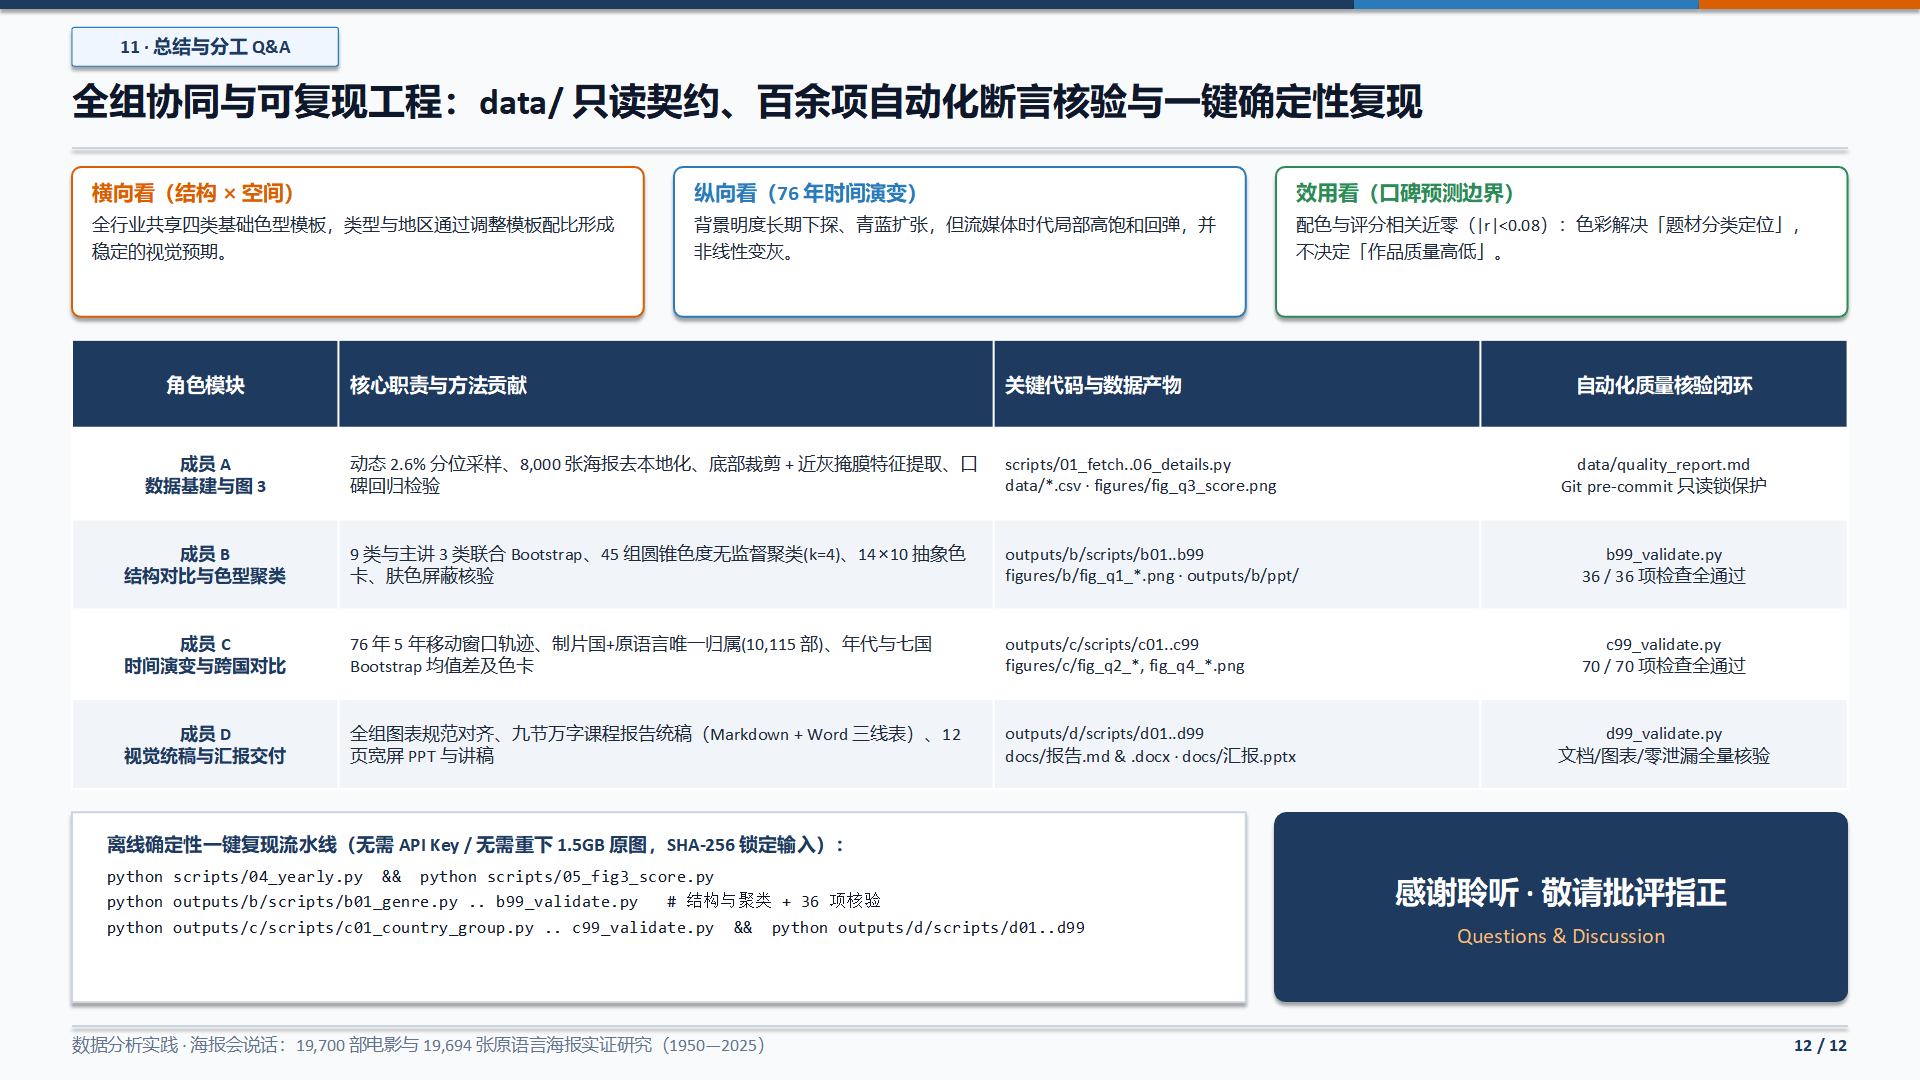 11 · 总结与分工 Q&A
全组协同与可复现工程：data/ 只读契约、百余项自动化断言核验与一键确定性复现
横向看（结构 × 空间）
全行业共享四类基础色型模板，类型与地区通过调整模板配比形成
稳定的视觉预期。
纵向看（76 年时间演变）
背景明度长期下探、青蓝扩张，但流媒体时代局部高饱和回弹，并
非线性变灰。
效用看（口碑预测边界）
配色与评分相关近零（|r|<0.08）：色彩解决「题材分类定位」，
不决定「作品质量高低」。
角色模块 核心职责与方法贡献 关键代码与数据产物 自动化质量核验闭环
成员 A
数据基建与图 3
动态 2.6% 分位采样、8,000 张海报去本地化、底部裁剪 + 近灰掩膜特征提取、口
碑回归检验
scripts/01_fetch..06_details.py
data/*.csv · figures/fig_q3_score.png
data/quality_report.md
Git pre-commit 只读锁保护
成员 B
结构对比与色型聚类
9 类与主讲 3 类联合 Bootstrap、45 组圆锥色度无监督聚类(k=4)、14×10 抽象色
卡、肤色屏蔽核验
outputs/b/scripts/b01..b99
figures/b/fig_q1_*.png · outputs/b/ppt/
b99_validate.py
36 / 36 项检查全通过
成员 C
时间演变与跨国对比
76 年 5 年移动窗口轨迹、制片国+原语言唯一归属(10,115 部)、年代与七国
Bootstrap 均值差及色卡
outputs/c/scripts/c01..c99
figures/c/fig_q2_*, fig_q4_*.png
c99_validate.py
70 / 70 项检查全通过
成员 D
视觉统稿与汇报交付
全组图表规范对齐、九节万字课程报告统稿（Markdown + Word 三线表）、12
页宽屏 PPT 与讲稿
outputs/d/scripts/d01..d99
docs/报告.md & .docx · docs/汇报.pptx
d99_validate.py
文档/图表/零泄漏全量核验
离线确定性一键复现流水线（无需 API Key / 无需重下 1.5GB 原图，SHA-256 锁定输入）：
python scripts/04_yearly.py && python scripts/05_fig3_score.py
python outputs/b/scripts/b01_genre.py .. b99_validate.py # 结构与聚类 + 36 项核验
python outputs/c/scripts/c01_country_group.py .. c99_validate.py && python outputs/d/scripts/d01..d99
感谢聆听 · 敬请批评指正
Questions & Discussion
数据分析实践 · 海报会说话：19,700 部电影与 19,694 张原语言海报实证研究（1950—2025）
12 / 12